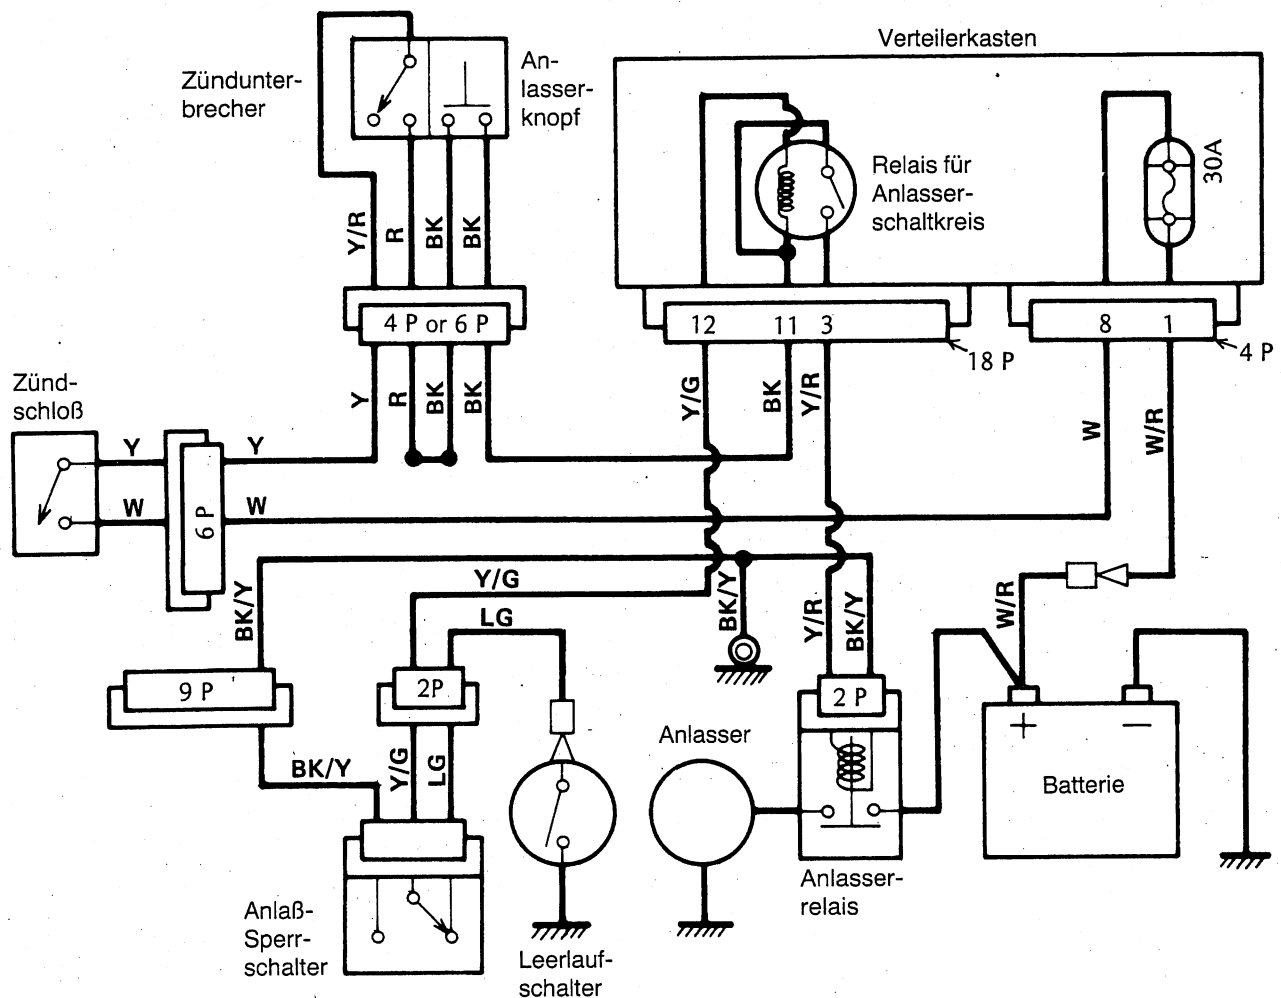 Verteilerkasten
Zündunter-
brecher
An-
lasser-
knopf
30A
Relais für
Anlasser-
schaltkreis
Y/R
R
BK
BK
4 P or 6 P
12
11
3
8
1
18 P
4 P
Zünd-
schloß
Y
R
BK
BK
Y/G
BK
Y/R
W
W/R
Y
Y
W
W
6 P
BK/Y
Y/G
LG
BK/Y
Y/R
BK/Y
W/R
9 P
2P
2 P
Anlasser
+
−
Batterie
BK/Y
Y/G
LG
Anlasser-
relais
Anlaß-
Sperr-
schalter
Leerlauf-
schalter